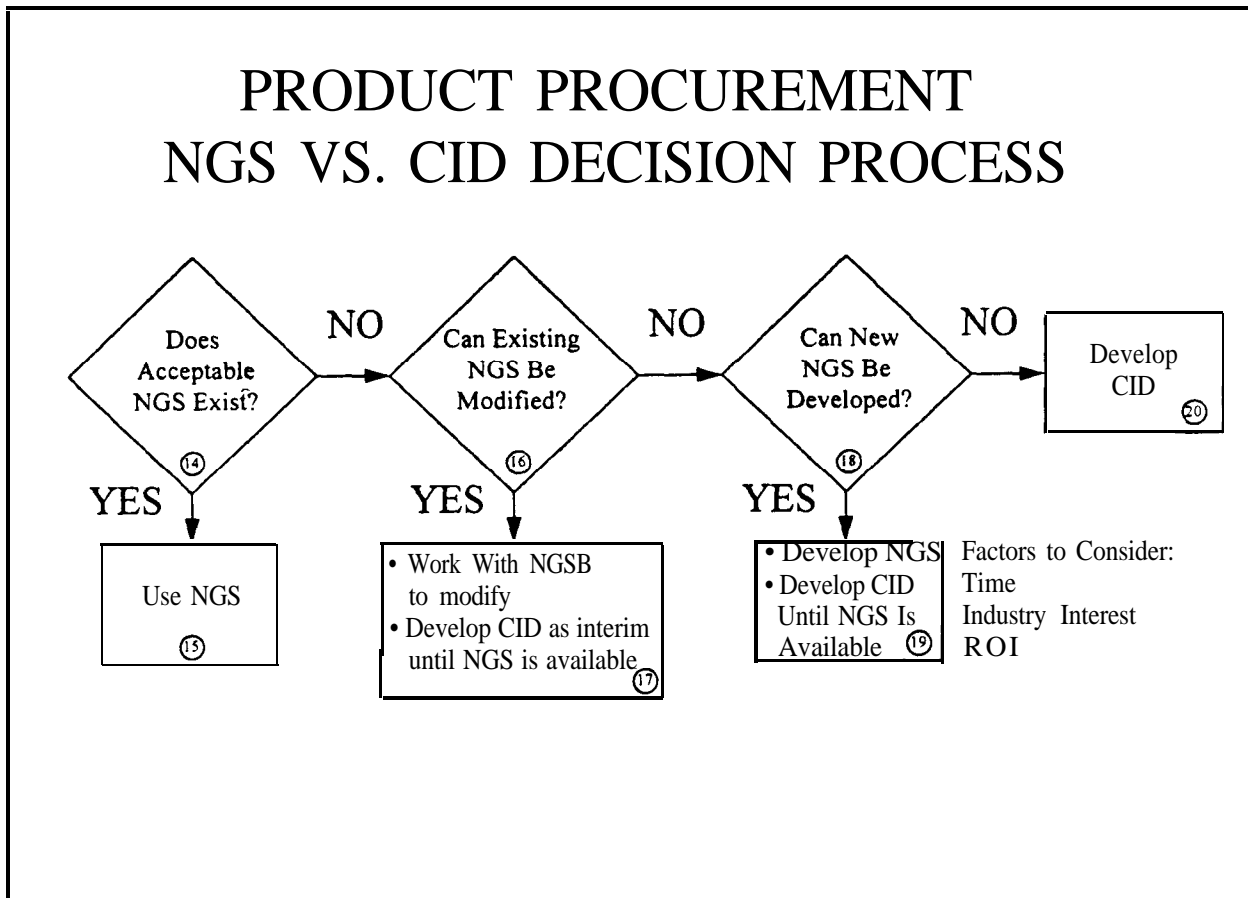 PRODUCT PROCUREMENT
NGS VS. CID DECISION PROCESS
Does
Acceptable
NGS Exist?
14
NO
Can Existing
NGS Be
Modified?
16
NO
Can New
NGS Be
Developed?
18
NO
Develop
CID
20
YES
Use NGS
15
YES
• Work With NGSB
to modify
• Develop CID as interim
until NGS is available
17
YES
• Develop NGS
• Develop CID
Until NGS Is
Available
19
Factors to Consider:
Time
Industry Interest
ROI